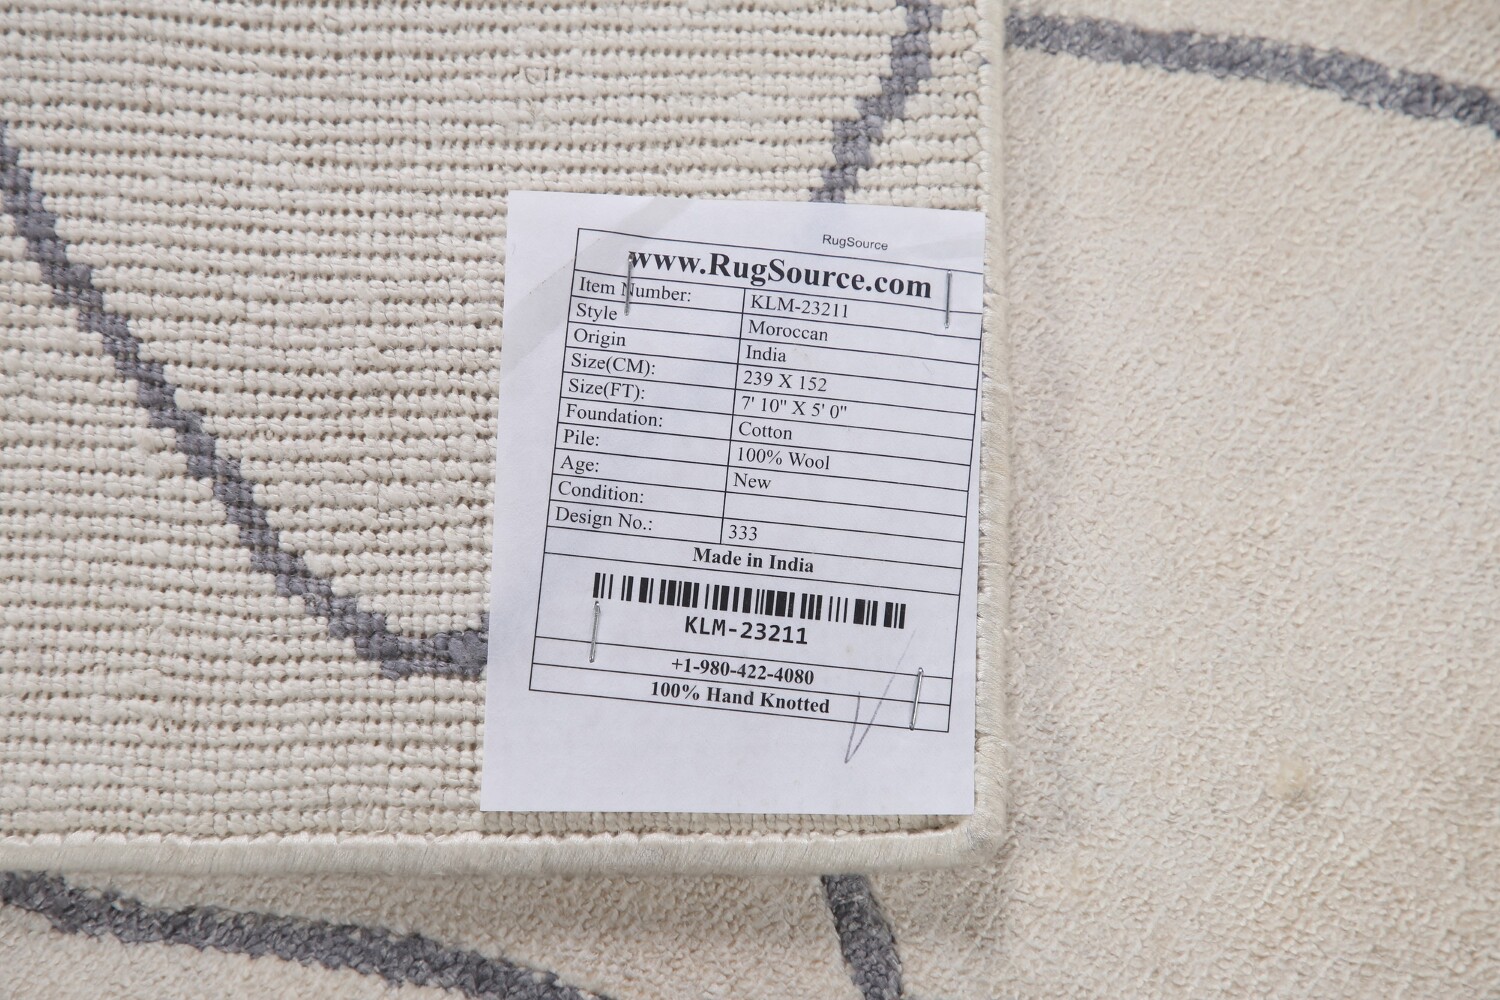 RugSource
www.RugSource.com
Item Number: KLM-23211
Style Moroccan
Origin India
Size(CM): 239 X 152
Size(FT): 7' 10" X 5' 0"
Foundation: Cotton
Pile: 100% Wool
Age: New
Condition:
Design No.: 333
Made in India
KLM-23211
+1-980-422-4080
100% Hand Knotted